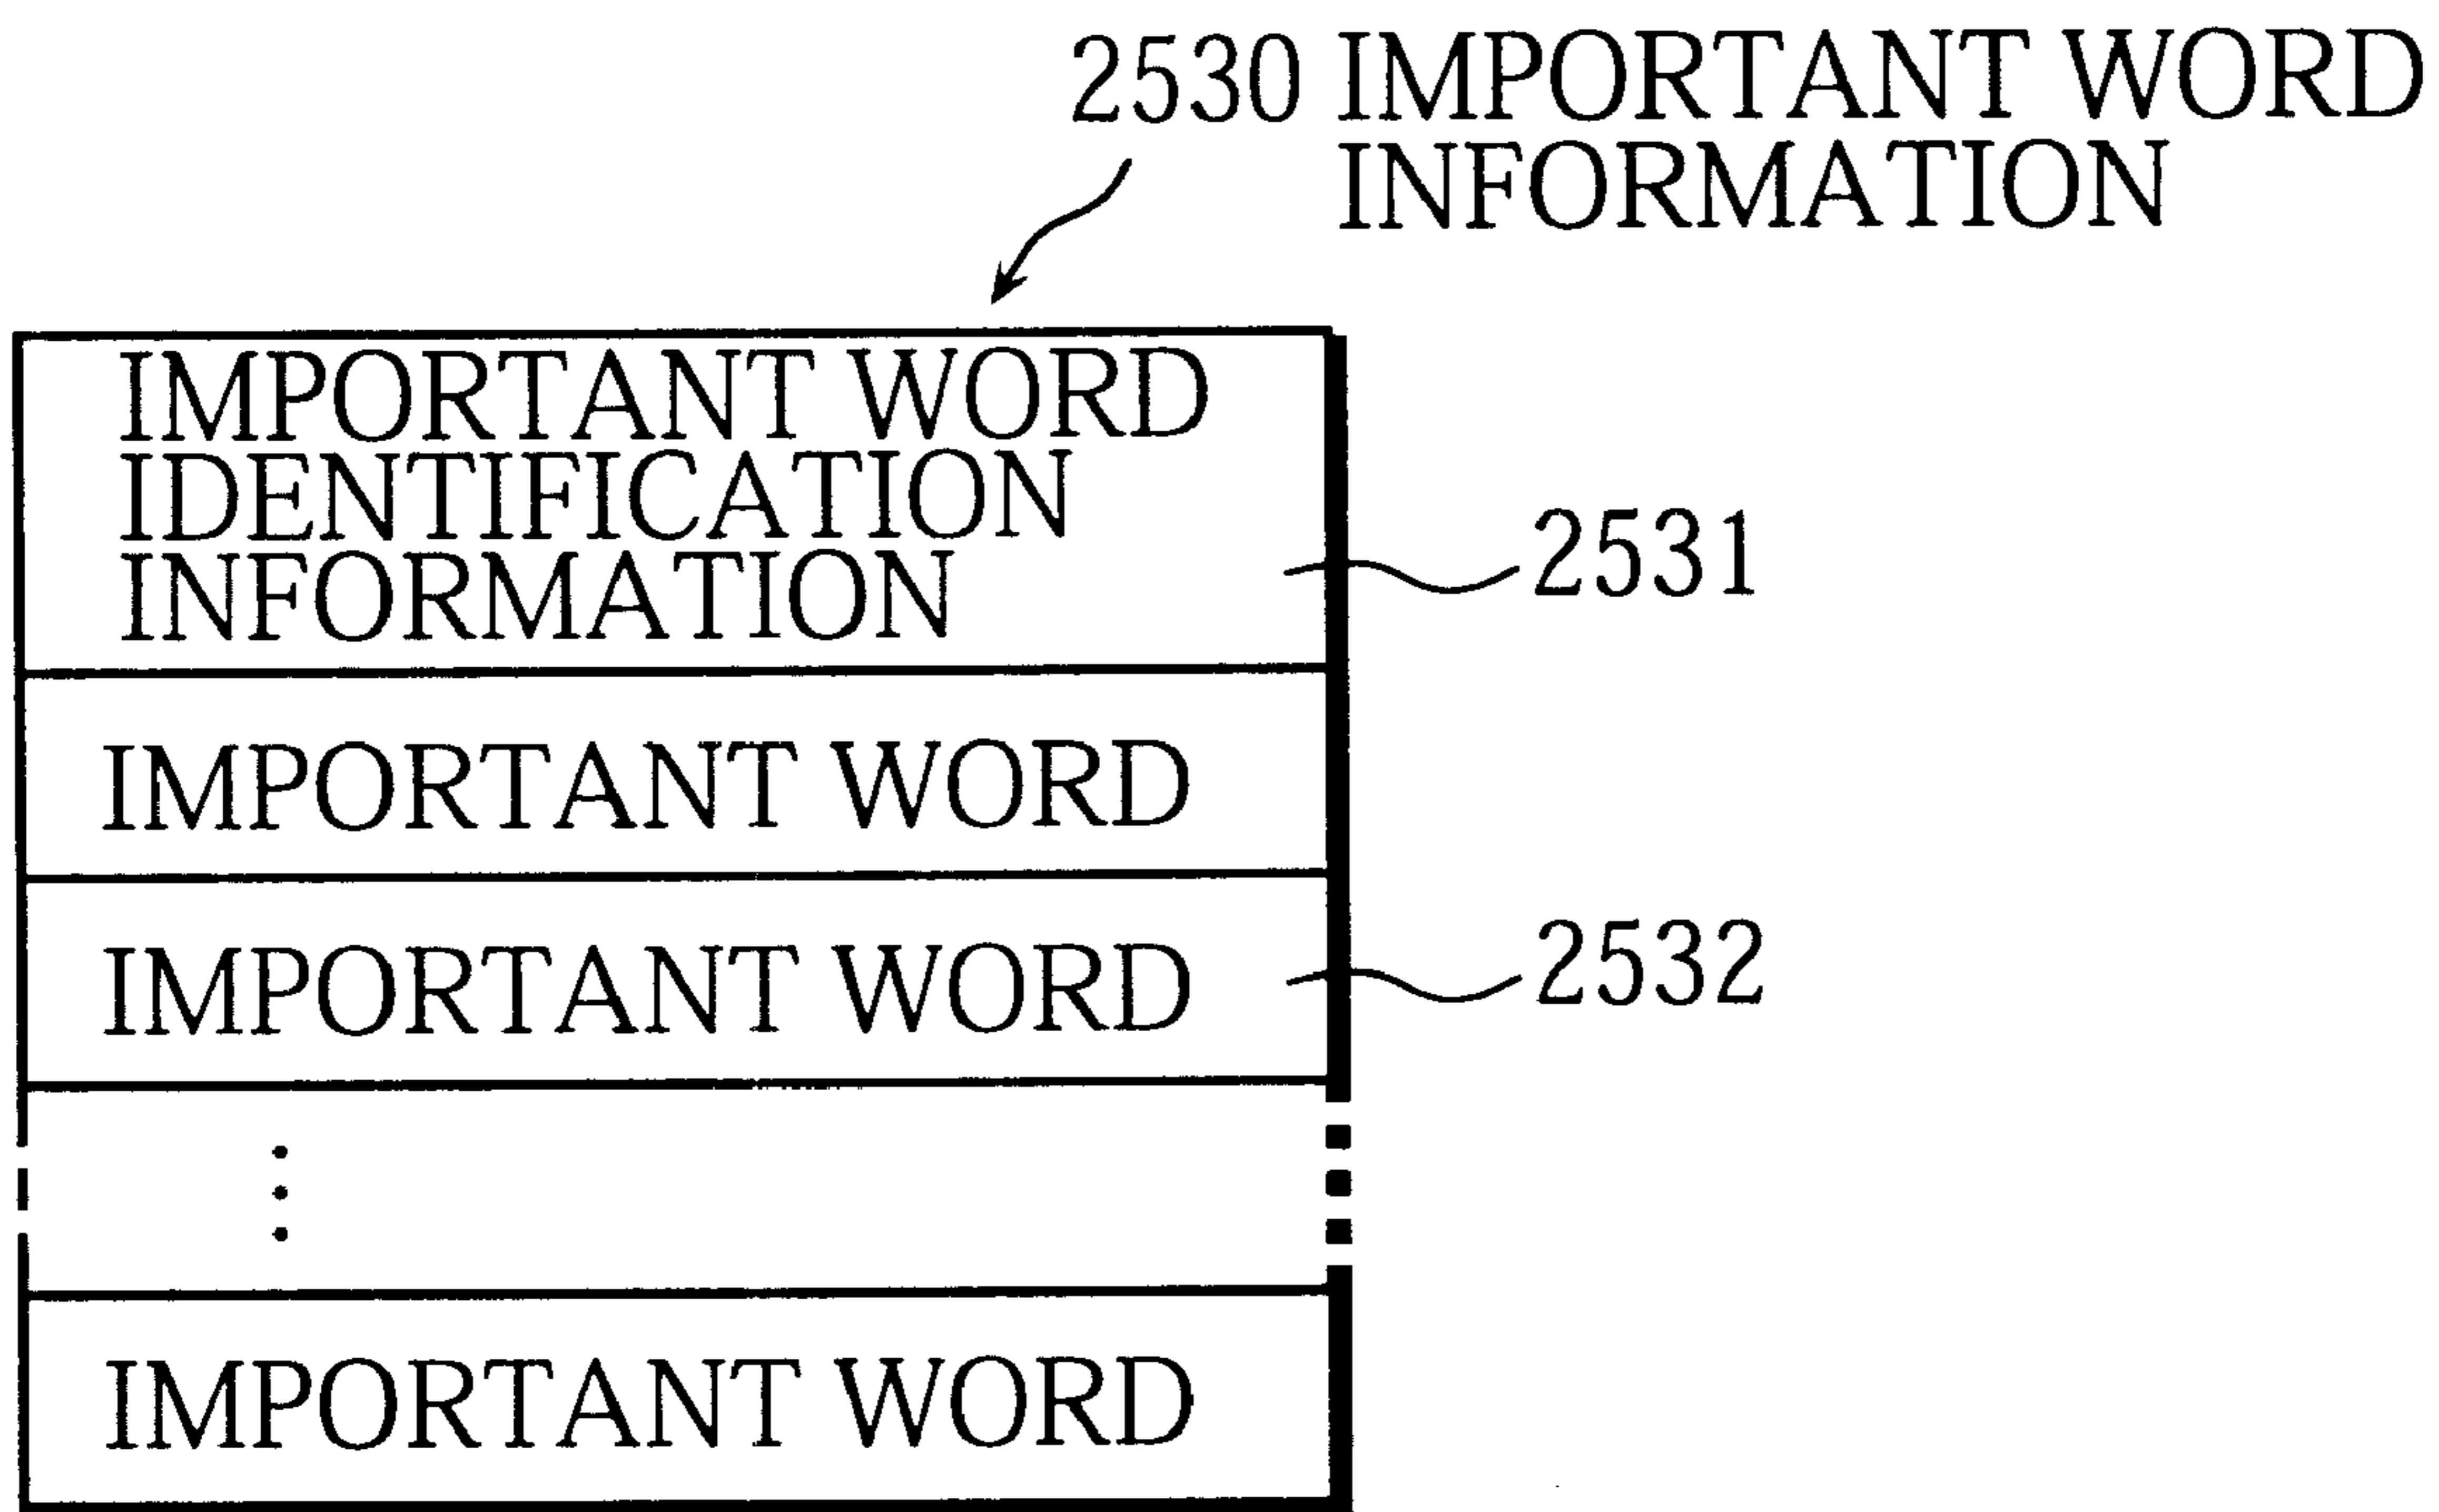 2530 IMPORTANT WORD
INFORMATION
IMPORTANT WORD
IDENTIFICATION
INFORMATION
2531
IMPORTANT WORD
IMPORTANT WORD
2532
IMPORTANT WORD